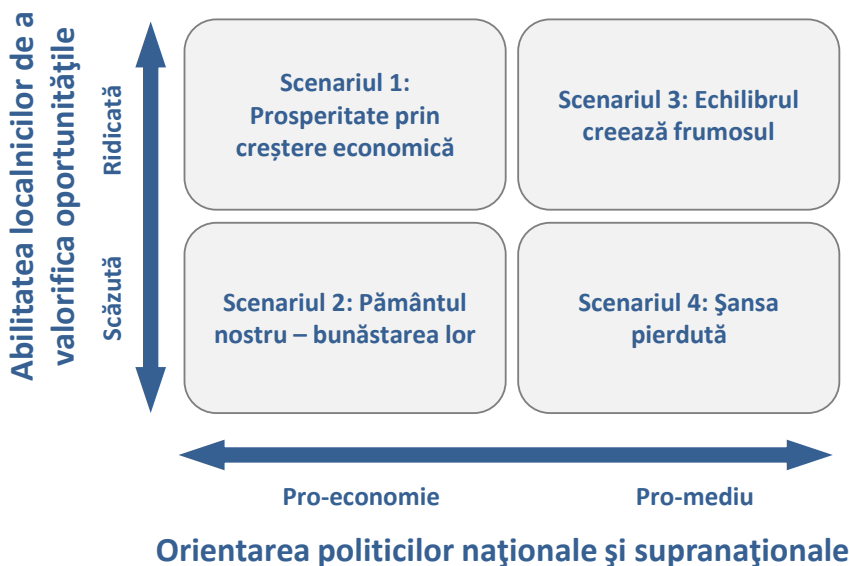 Abilitatea localnicilor de a
valorifica oportunităţile
Ridicată
Scăzută
Scenariul 1:
Prosperitate prin
creștere economică
Scenariul 3: Echilibrul
creează frumosul
Scenariul 2: Pământul
nostru – bunăstarea lor
Scenariul 4: Şansa
pierdută
Pro-economie
Pro-mediu
Orientarea politicilor naţionale şi supranaţionale